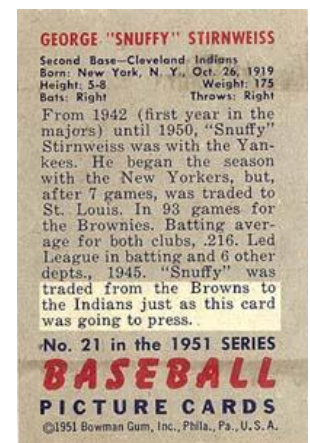 GEORGE "SNUFFY" STIRNWEISS
Second Base—Cleveland Indians
Born: New York, N. Y., Oct. 26, 1919
Height: 5-8 Weight: 175
Bats: Right Throws: Right
From 1942 (first year in the
majors) until 1950, "Snuffy"
Stirnweiss was with the Yan-
kees. He began the season
with the New Yorkers, but,
after 7 games, was traded to
St. Louis. In 93 games for
the Brownies. Batting aver-
age for both clubs, .216. Led
League in batting and 6 other
depts., 1945. "Snuffy" was
traded from the Browns to
the Indians just as this card
was going to press.
No. 21 in the 1951 SERIES
BASEBALL
PICTURE CARDS
©1951 Bowman Gum, Inc., Phila., Pa., U. S. A.